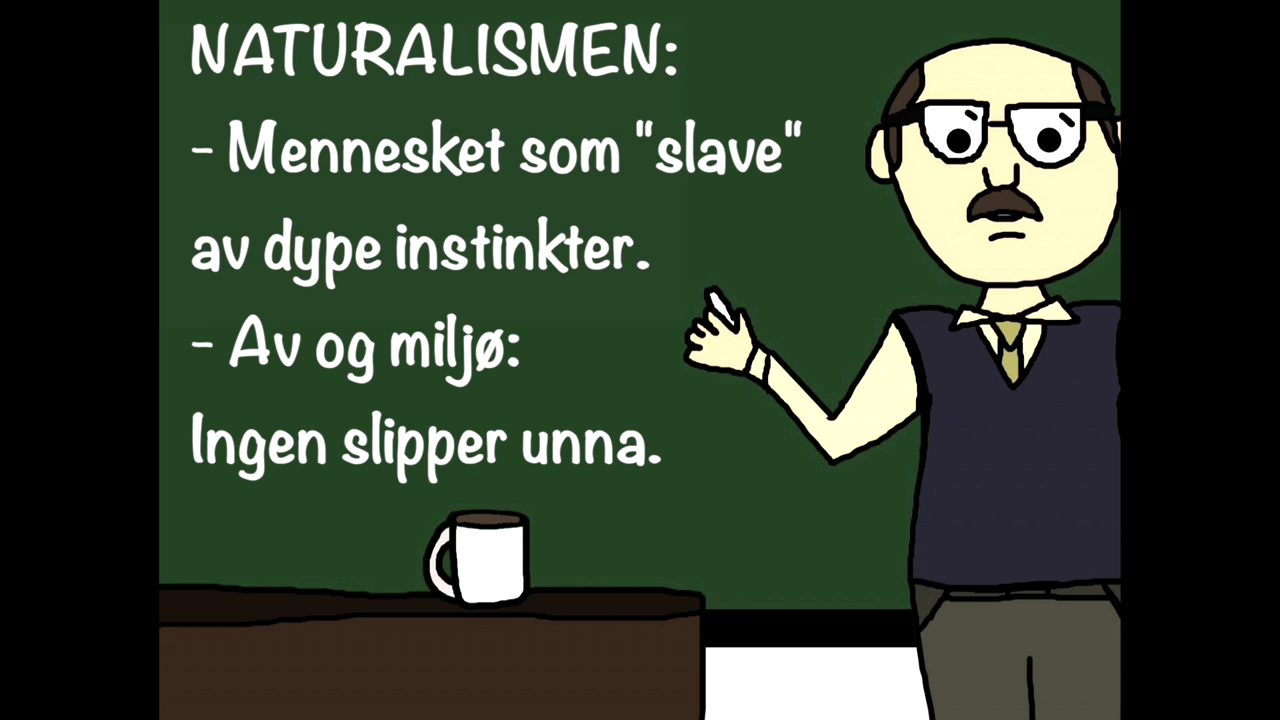 NATURALISMEN:
- Mennesket som "slave"
av dype instinkter.
- Av og miljø:
Ingen slipper unna.